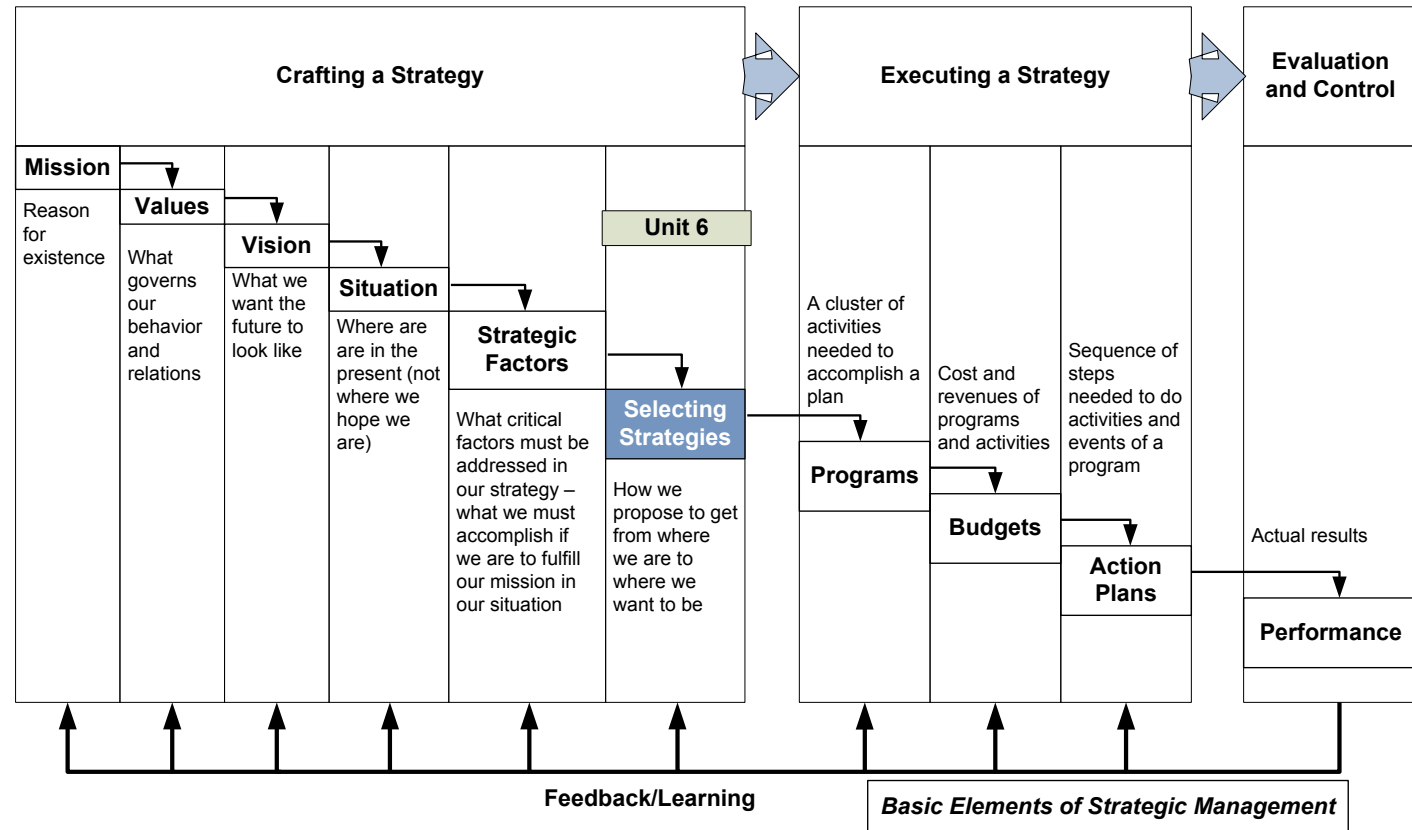 Crafting a Strategy
Executing a Strategy
Evaluation
and Control
Mission
Reason
for
existence
Values
What
governs
our
behavior
and
relations
Vision
What we
want the
future to
look like
Situation
Where are
are in the
present (not
where we
hope we
are)
Strategic
Factors
What critical
factors must be
addressed in
our strategy –
what we must
accomplish if
we are to fulfill
our mission in
our situation
Unit 6
Selecting
Strategies
How we
propose to get
from where
we are to
where we
want to be
A cluster of
activities
needed to
accomplish a
plan
Programs
Cost and
revenues of
programs
and activities
Budgets
Sequence of
steps
needed to do
activities and
events of a
program
Action
Plans
Actual results
Performance
Feedback/Learning
Basic Elements of Strategic Management